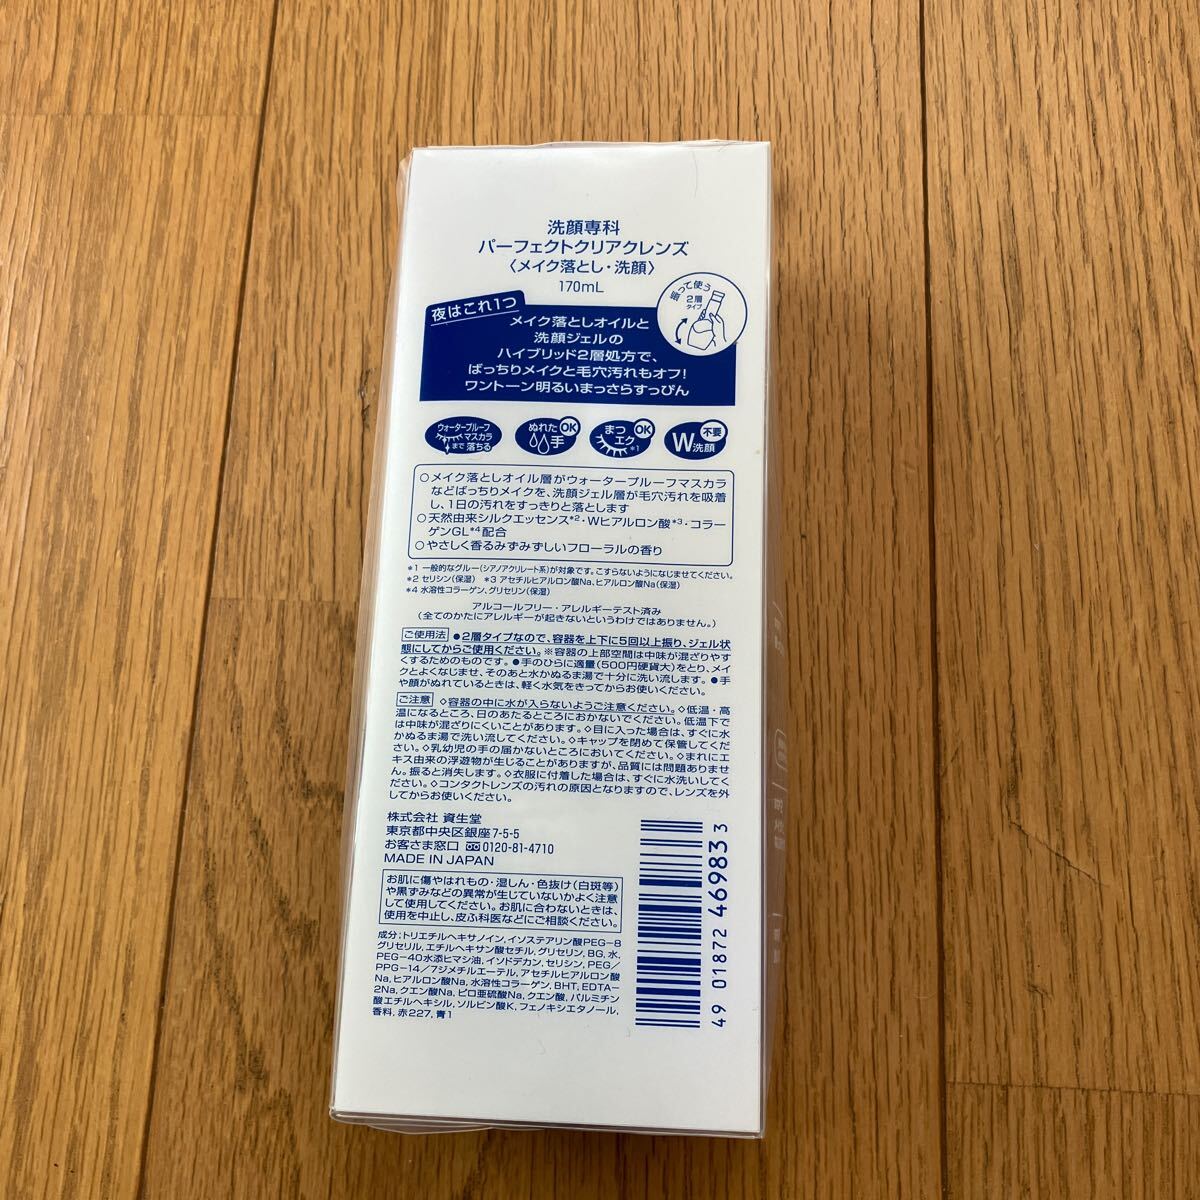 洗顔専科
パーフェクトクリアクレンズ
〈メイク落とし・洗顔〉
170mL
振って使う
2層
タイプ
夜はこれ1つ
メイク落としオイルと
洗顔ジェルの
ハイブリッド2層処方で、
ばっちりメイクと毛穴汚れもオフ!
ワントーン明るいまっさらすっぴん
ウォータープルーフ
マスカラ
まで落ちる
ぬれた
手
OK
まつ
エク*1
OK
W洗顔
不要
○メイク落としオイル層がウォータープルーフマスカラ
などばっちりメイクを、洗顔ジェル層が毛穴汚れを吸着
し、1日の汚れをすっきりと落とします
○天然由来シルクエッセンス*2・Wヒアルロン酸*3・コラー
ゲンGL*4配合
○やさしく香るみずみずしいフローラルの香り
*1 一般的なグルー(シアノアクリレート系)が対象です。こすらないようになじませてください。
*2 セリシン(保湿) *3 アセチルヒアルロン酸Na、ヒアルロン酸Na(保湿)
*4 水溶性コラーゲン、グリセリン(保湿)
アルコールフリー・アレルギーテスト済み
(全てのかたにアレルギーが起きないというわけではありません。)
ご使用法 ●2層タイプなので、容器を上下に5回以上振り、ジェル状
態にしてからご使用ください。※容器の上部空間は中味が混ざりやす
くするためのものです。●手のひらに適量(500円硬貨大)をとり、メイ
クとよくなじませ、そのあと水かぬるま湯で十分に洗い流します。●手
や顔がぬれているときは、軽く水気をきってからお使いください。
ご注意 ◇容器の中に水が入らないようご注意ください。◇低温・高
温になるところ、日のあたるところにおかないでください。低温下で
は中味が混ざりにくいことがあります。◇目に入った場合は、すぐに水
かぬるま湯で洗い流してください。◇キャップを閉めて保管してくだ
さい。◇乳幼児の手の届かないところにおいてください。◇まれにエ
キス由来の浮遊物が生じることがありますが、品質には問題ありませ
ん。振ると消失します。◇衣服に付着した場合は、すぐに水洗いしてく
ださい。◇コンタクトレンズの汚れの原因となりますので、レンズを外
してからお使いください。
株式会社 資生堂
東京都中央区銀座7-5-5
お客さま窓口 0120-81-4710
MADE IN JAPAN
お肌に傷やはれもの・湿しん・色抜け(白斑等)
や黒ずみなどの異常が生じていないかよく注意
して使用してください。お肌に合わないときは、
使用を中止し、皮ふ科医などにご相談ください。
成分:トリエチルヘキサノイン、イソステアリン酸PEG-8
グリセリル、エチルヘキサン酸セチル、グリセリン、BG、水、
PEG-40水添ヒマシ油、イソドデカン、セリシン、PEG/
PPG-14/7ジメチルエーテル、アセチルヒアルロン酸
Na、ヒアルロン酸Na、水溶性コラーゲン、BHT、EDTA-
2Na、クエン酸Na、ピロ亜硫酸Na、クエン酸、パルミチン
酸エチルヘキシル、ソルビン酸K、フェノキシエタノール、
香料、赤227、青1
49 01872 469833